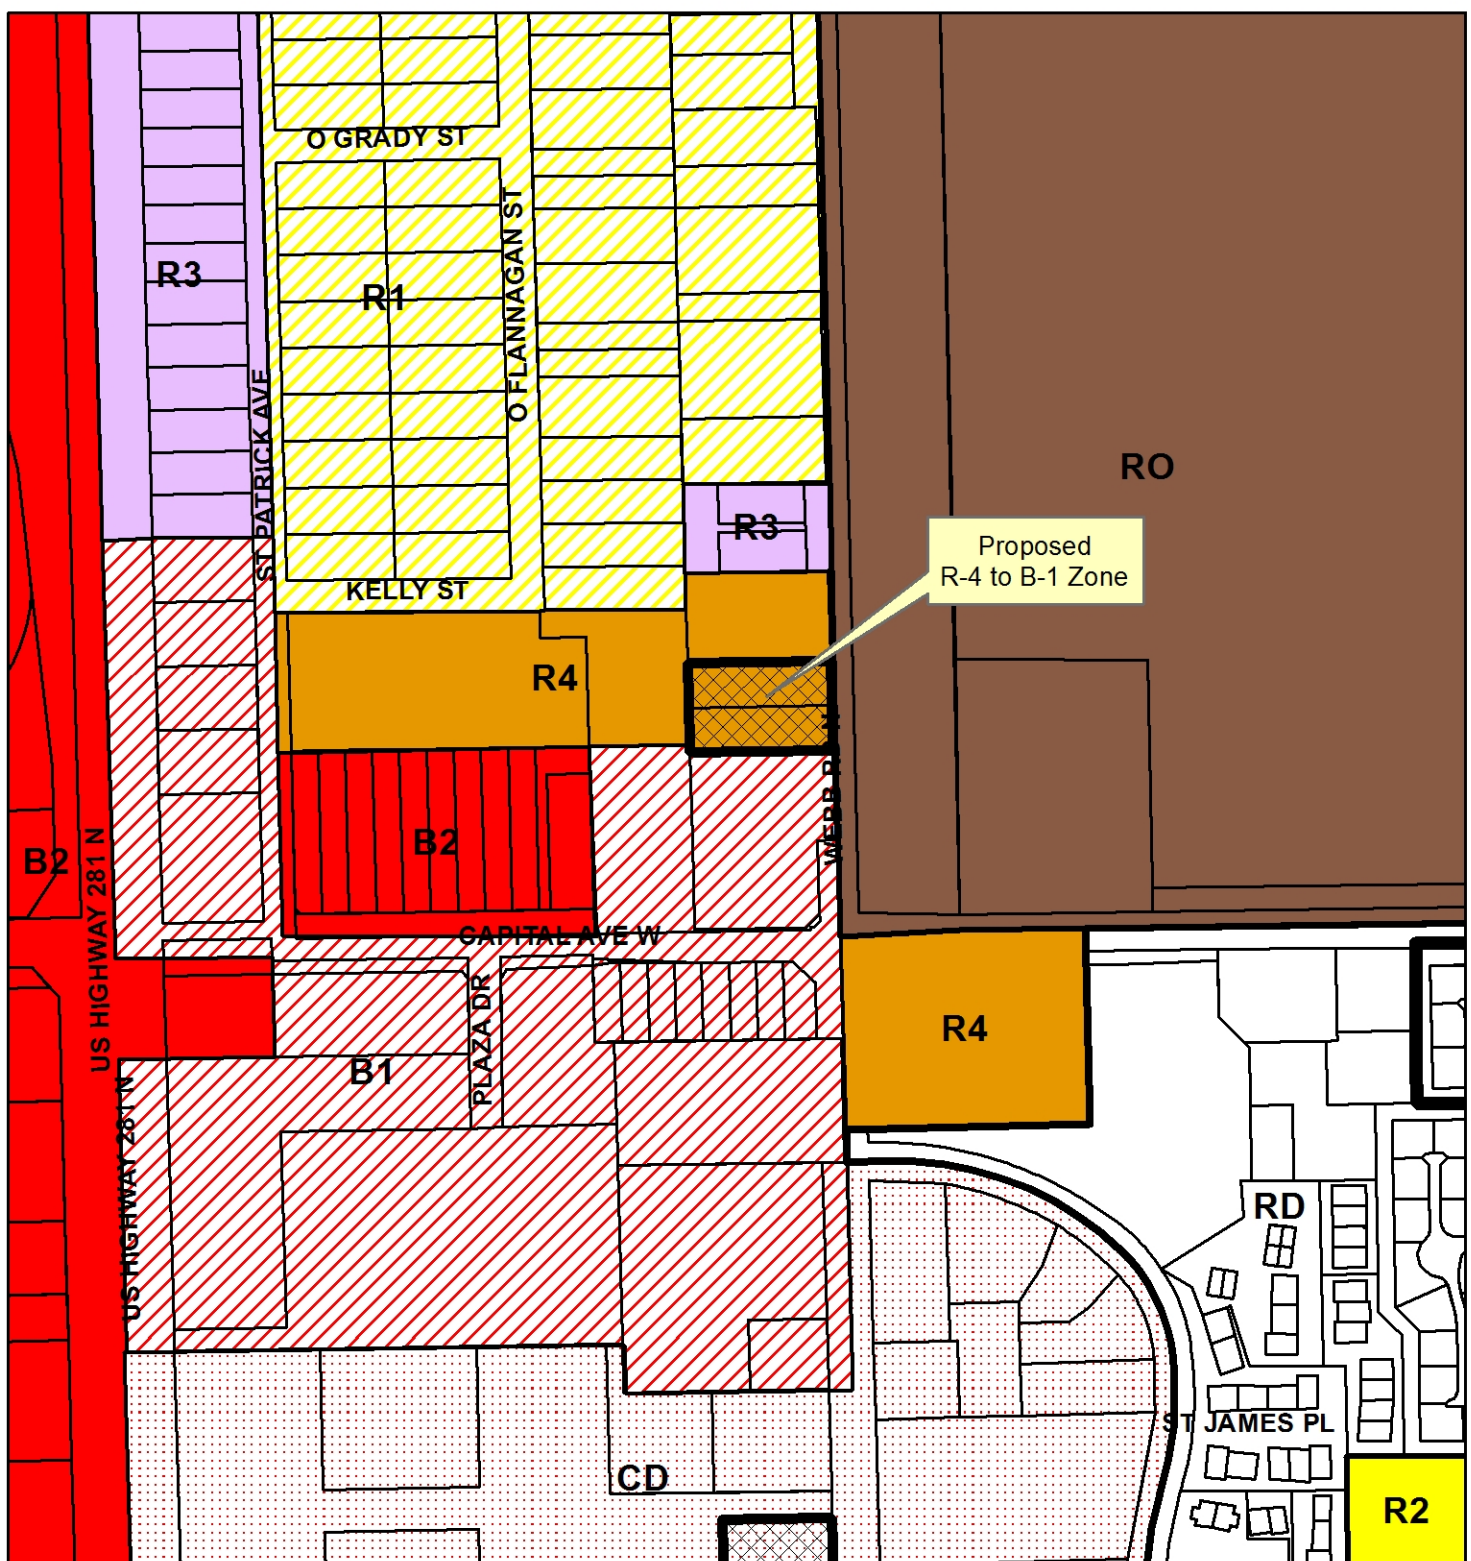 O GRADY ST
O FLANNAGAN ST
R3
R1
ST PATRICK AVE
RO
R3
Proposed
R-4 to B-1 Zone
KELLY ST
R4
WEBB RD N
B2
B2
US HIGHWAY 281 N
CAPITAL AVE W
PLAZA DR
R4
B1
US HIGHWAY 281 N
RD
ST JAMES PL
CD
R2